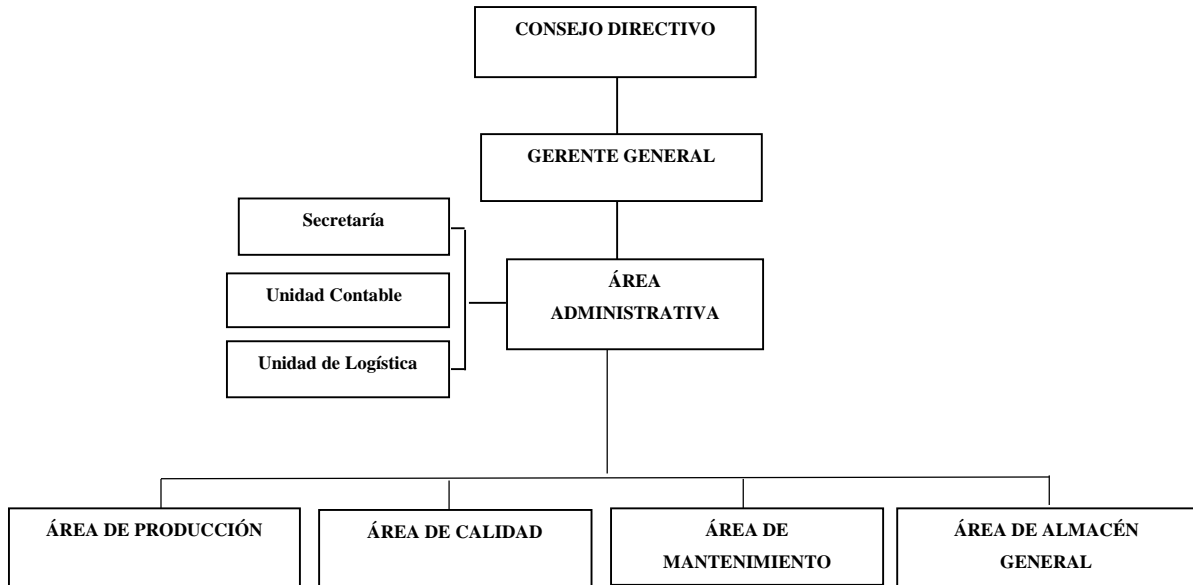 CONSEJO DIRECTIVO
GERENTE GENERAL
Secretaría
ÁREA
ADMINISTRATIVA
Unidad Contable
Unidad de Logística
ÁREA DE PRODUCCIÓN
ÁREA DE CALIDAD
ÁREA DE
MANTENIMIENTO
ÁREA DE ALMACÉN
GENERAL